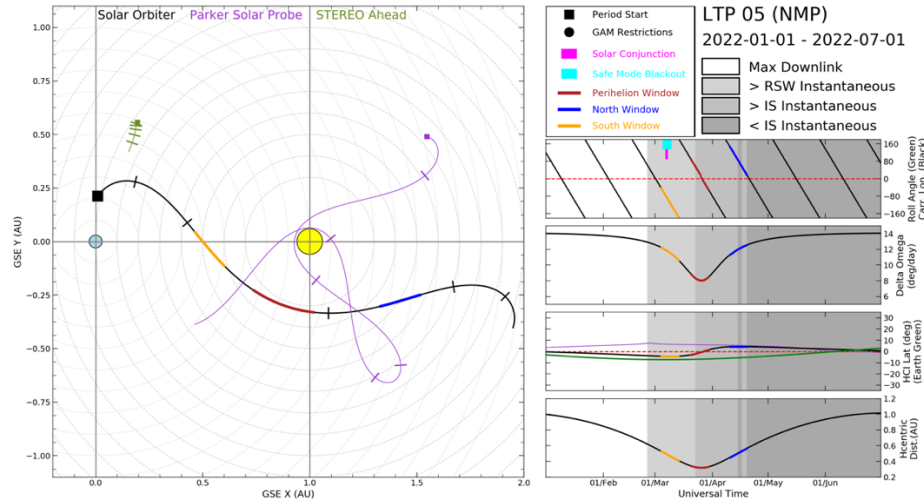 Solar Orbiter Parker Solar Probe STEREO Ahead
1.00
0.75
0.50
0.25
0.00
−0.25
−0.50
−0.75
−1.00
GSE Y (AU)
0.0 0.5 1.0 1.5 2.0
GSE X (AU)
Period Start
GAM Restrictions
Solar Conjunction
Safe Mode Blackout
Perihelion Window
North Window
South Window
LTP 05 (NMP)
2022-01-01 - 2022-07-01
Max Downlink
> RSW Instantaneous
> IS Instantaneous
< IS Instantaneous
160
80
0
−80
−160
Roll Angle (Green)
Carr. Lon. (Black)
14
12
10
8
6
Delta Omega
(deg/day)
30
20
10
0
−10
−20
−30
HCI Lat (deg)
(Earth Green)
1.2
1.0
0.8
0.6
0.4
0.2
Hcentric
Dist.(AU)
01/Feb 01/Mar 01/Apr 01/May 01/Jun
Universal Time